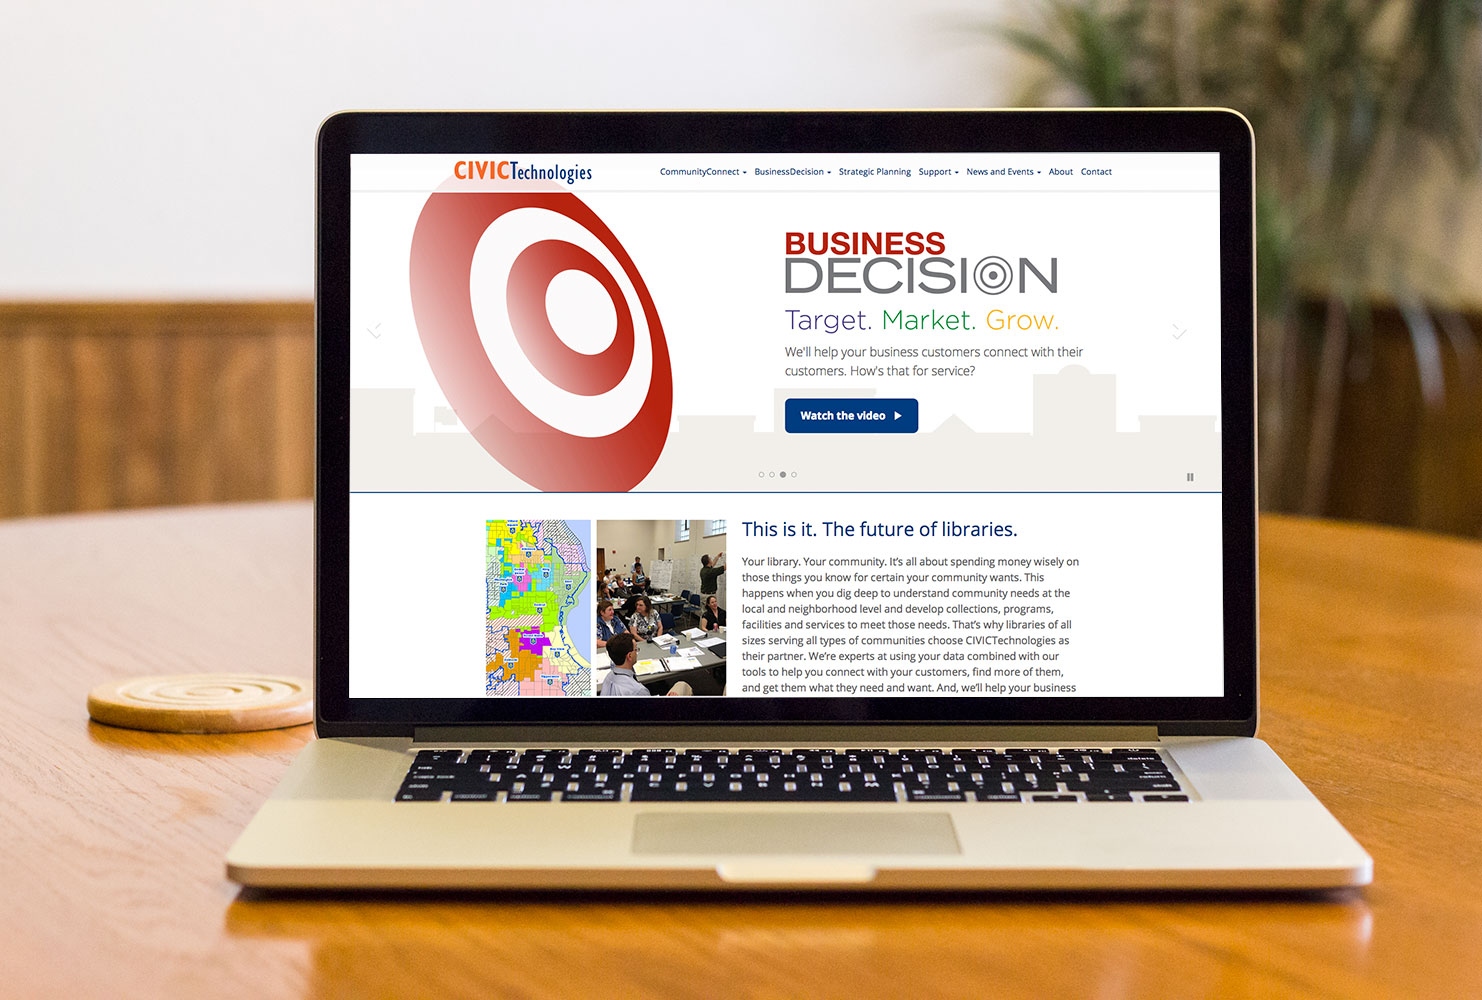 CIVICTechnologies
CommunityConnect BusinessDecision Strategic Planning Support News and Events About Contact
BUSINESS
DECISION
Target. Market. Grow.
We'll help your business customers connect with their
customers. How's that for service?
Watch the video
This is it. The future of libraries.
Your library. Your community. It's all about spending money wisely on
those things you know for certain your community wants. This
happens when you dig deep to understand community needs at the
local and neighborhood level and develop collections, programs,
facilities and services to meet those needs. That's why libraries of all
sizes serving all types of communities choose CIVICTechnologies as
their partner. We're experts at using your data combined with our
tools to help you connect with your customers, find more of them,
and get them what they need and want. And, we'll help your business